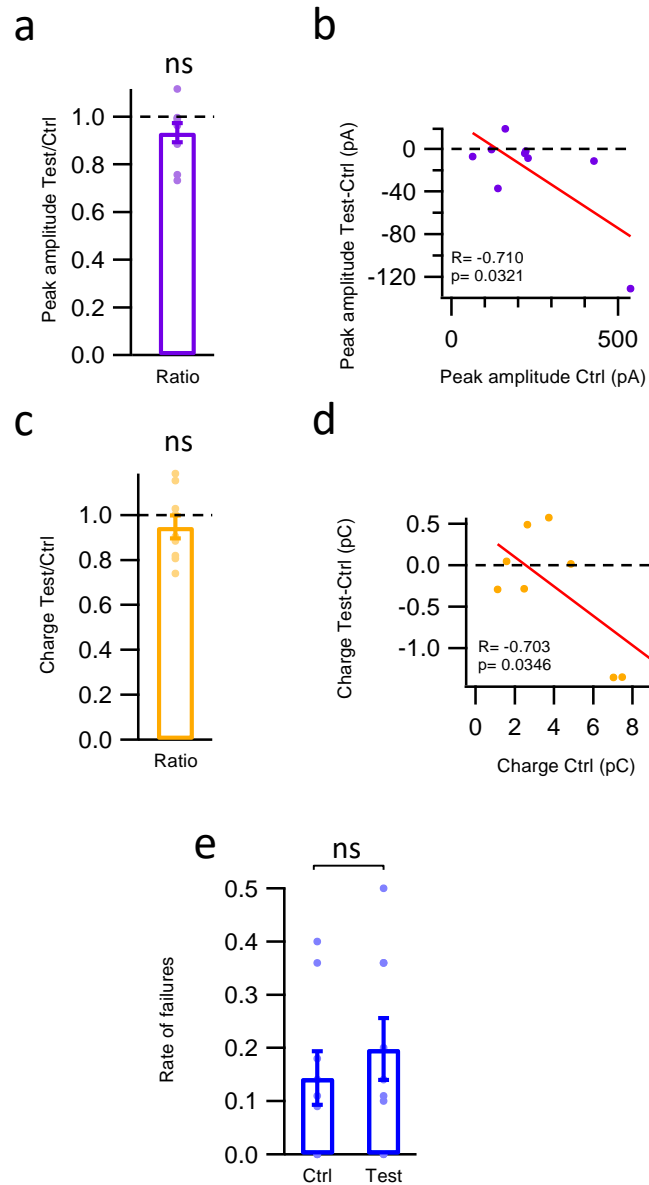 a
ns
Peak amplitude Test/Ctrl
1.0
0.8
0.6
0.4
0.2
0.0
Ratio
b
Peak amplitude Test-Ctrl (pA)
0
-40
-80
-120
R= -0.710
p= 0.0321
0
500
Peak amplitude Ctrl (pA)
c
ns
Charge Test/Ctrl
1.0
0.8
0.6
0.4
0.2
0.0
Ratio
d
Charge Test-Ctrl (pC)
0.5
0.0
-0.5
-1.0
R= -0.703
p= 0.0346
0 2 4 6 8
Charge Ctrl (pC)
e
ns
Rate of failures
0.5
0.4
0.3
0.2
0.1
0.0
Ctrl Test